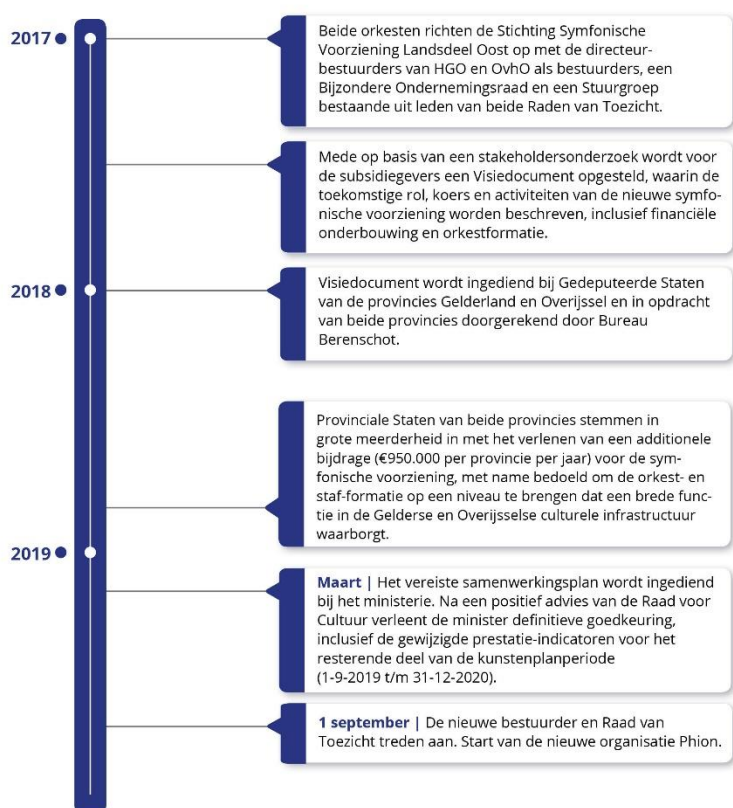 2017
Beide orkesten richten de Stichting Symfonische
Voorziening Landsdeel Oost op met de directeur-
bestuurders van HGO en OvhO als bestuurders, een
Bijzondere Ondernemingsraad en een Stuurgroep
bestaande uit leden van beide Raden van Toezicht.
Mede op basis van een stakeholdersonderzoek wordt voor
de subsidiegevers een Visiedocument opgesteld, waarin de
toekomstige rol, koers en activiteiten van de nieuwe symfo-
nische voorziening worden beschreven, inclusief financiële
onderbouwing en orkestformatie.
2018
Visiedocument wordt ingediend bij Gedeputeerde Staten
van de provincies Gelderland en Overijssel en in opdracht
van beide provincies doorgerekend door Bureau
Berenschot.
Provinciale Staten van beide provincies stemmen in
grote meerderheid in met het verlenen van een additionele
bijdrage (€950.000 per provincie per jaar) voor de sym-
fonische voorziening, met name bedoeld om de orkest- en
staf-formatie op een niveau te brengen dat een brede func-
tie in de Gelderse en Overijsselse culturele infrastructuur
waarborgt.
2019
Maart | Het vereiste samenwerkingsplan wordt ingediend
bij het ministerie. Na een positief advies van de Raad voor
Cultuur verleent de minister definitieve goedkeuring,
inclusief de gewijzigde prestatie-indicatoren voor het
resterende deel van de kunstenplanperiode
(1-9-2019 t/m 31-12-2020).
1 september | De nieuwe bestuurder en Raad van
Toezicht treden aan. Start van de nieuwe organisatie Phion.